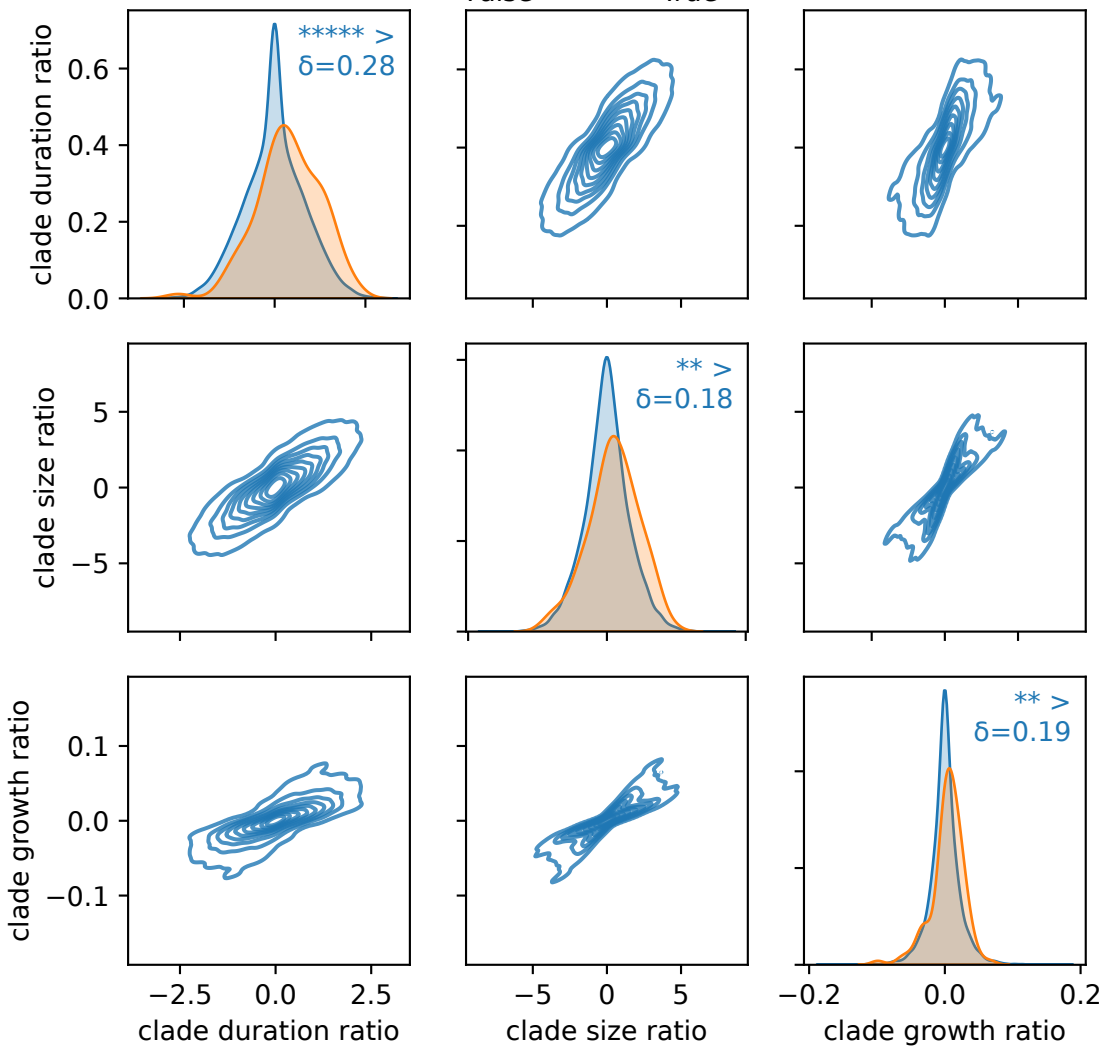 clade duration ratio
0.6
0.4
0.2
0.0
***** >
δ=0.28
clade size ratio
5
0
−5
** >
δ=0.18
clade growth ratio
0.1
0.0
−0.1
** >
δ=0.19
−2.5 0.0 2.5
−5 0 5
−0.2 0.0 0.2
clade duration ratio
clade size ratio
clade growth ratio